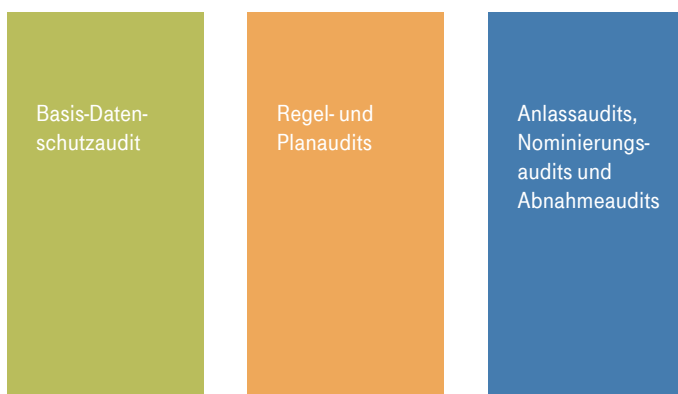 Basis-Daten-
schutzaudit
Regel- und
Planaudits
Anlassaudits,
Nominierungs-
audits und
Abnahmeaudits